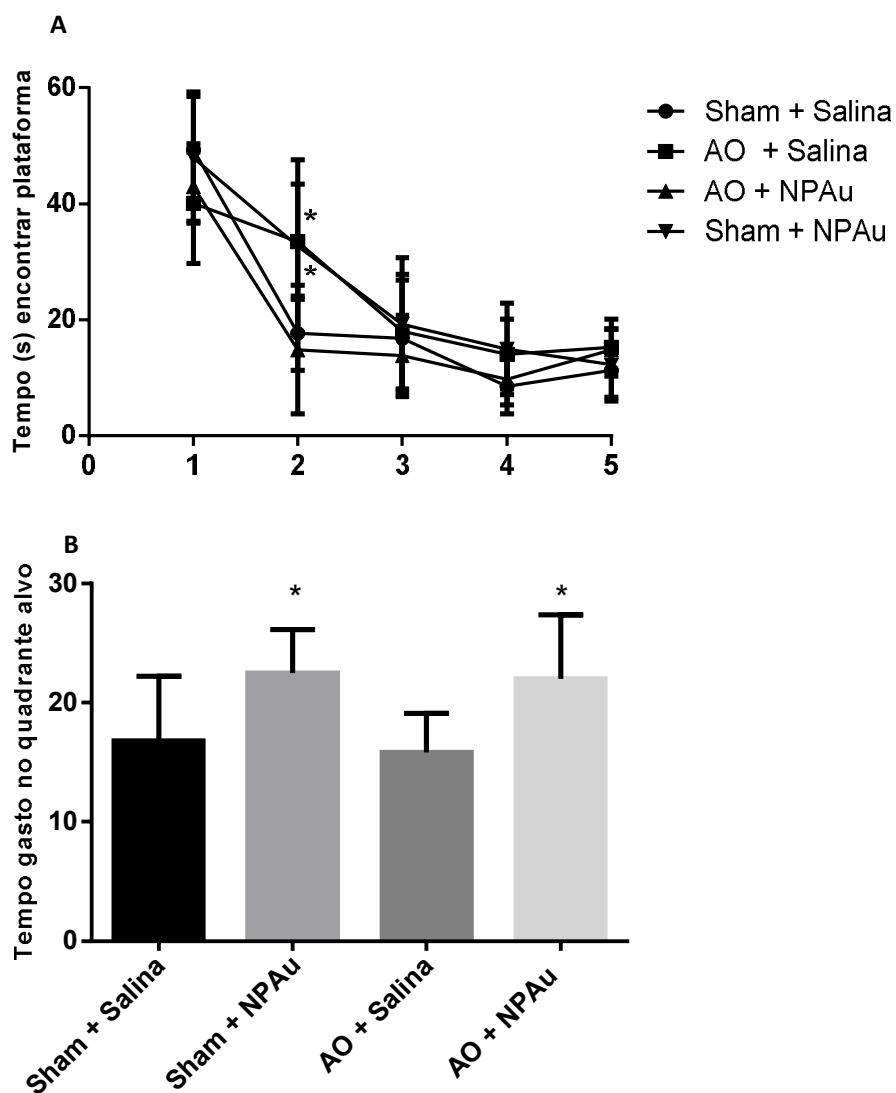 A
Tempo (s) encontrar plataforma
60
40
20
0
0 1 2 3 4 5
*
*
Sham + Salina
AO + Salina
AO + NPAu
Sham + NPAu
B
Tempo gasto no quadrante alvo
30
20
10
0
* *
Sham + Salina
Sham + NPAu
AO + Salina
AO + NPAu